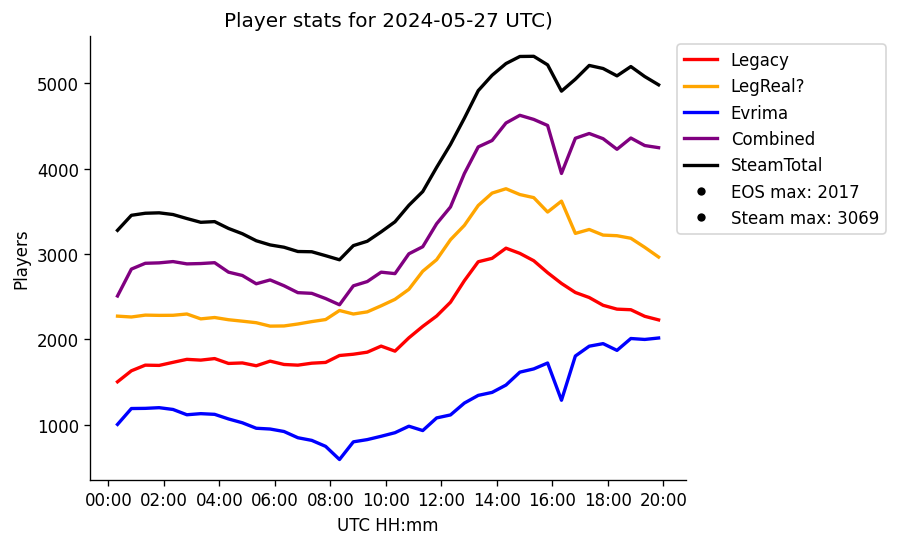 Player stats for 2024-05-27 UTC)
Legacy
LegReal?
Evrima
Combined
SteamTotal
EOS max: 2017
Steam max: 3069
Players
5000
4000
3000
2000
1000
00:00 02:00 04:00 06:00 08:00 10:00 12:00 14:00 16:00 18:00 20:00
UTC HH:mm